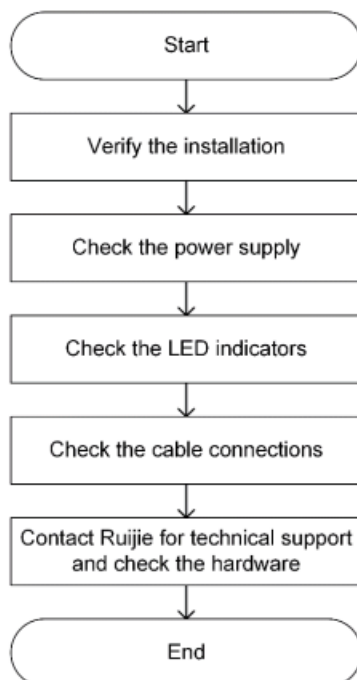 Start
Verify the installation
Check the power supply
Check the LED indicators
Check the cable connections
Contact Ruijie for technical support
and check the hardware
End